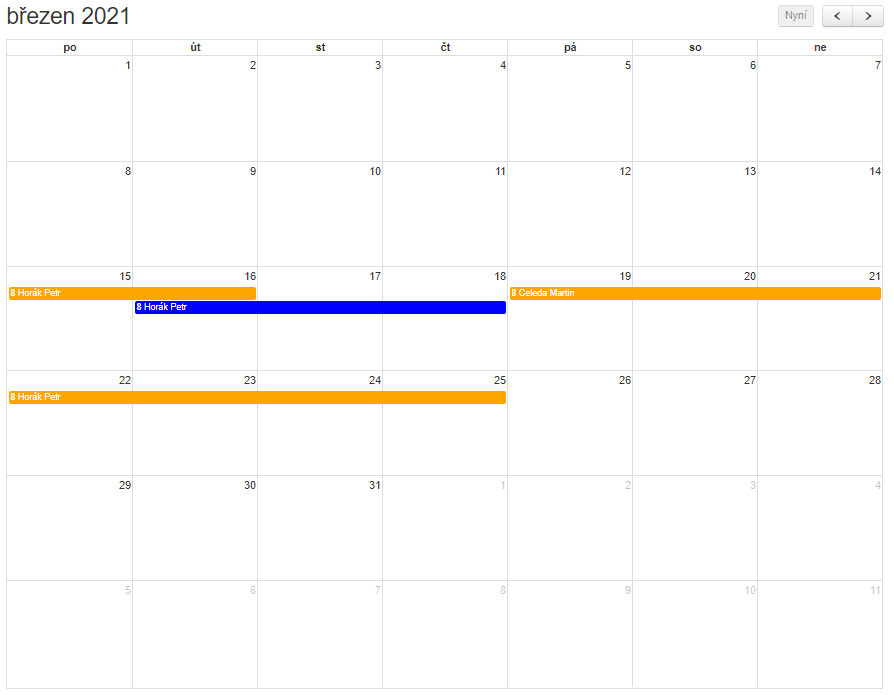 březen 2021
Nyní
po út st čt pá so ne
1 2 3 4 5 6 7
8 9 10 11 12 13 14
15 16 17 18 19 20 21
8 Horák Petr 8 Celeda Martin
8 Horák Petr
22 23 24 25 26 27 28
8 Horák Petr
29 30 31 1 2 3 4
5 6 7 8 9 10 11